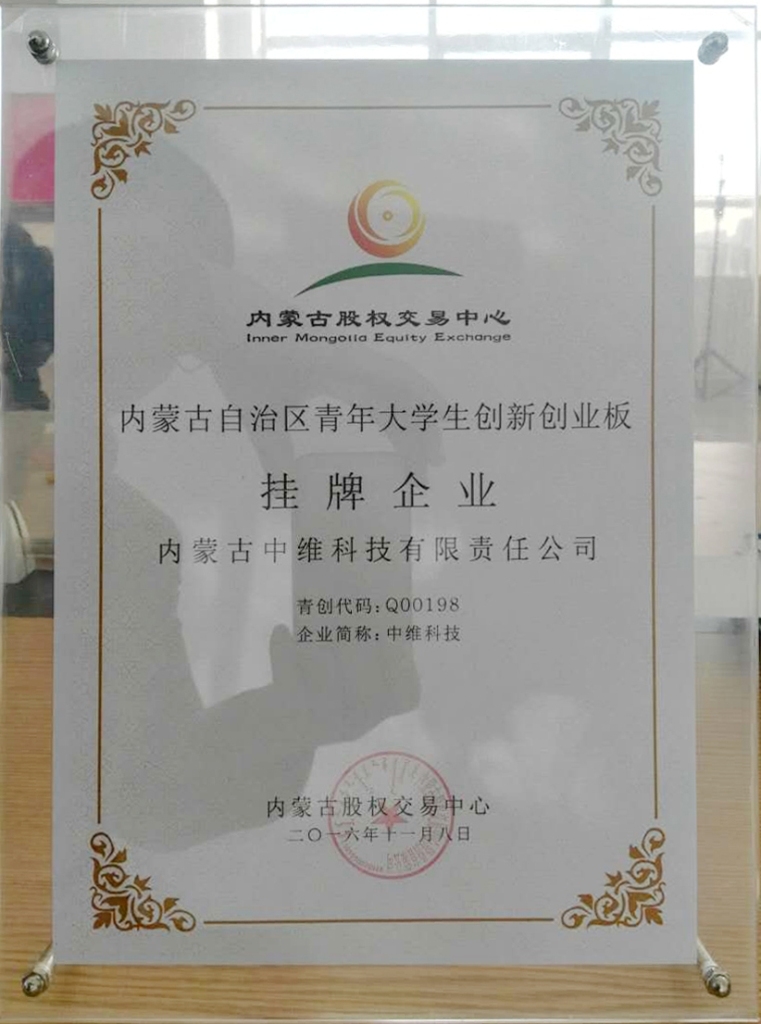 内蒙古股权交易中心
Inner Mongolia Equity Exchange
内蒙古自治区青年大学生创新创业板
挂牌企业
内蒙古中维科技有限责任公司
青创代码:Q00198
企业简称:中维科技
内蒙古股权交易中心
二〇一六年十一月八日